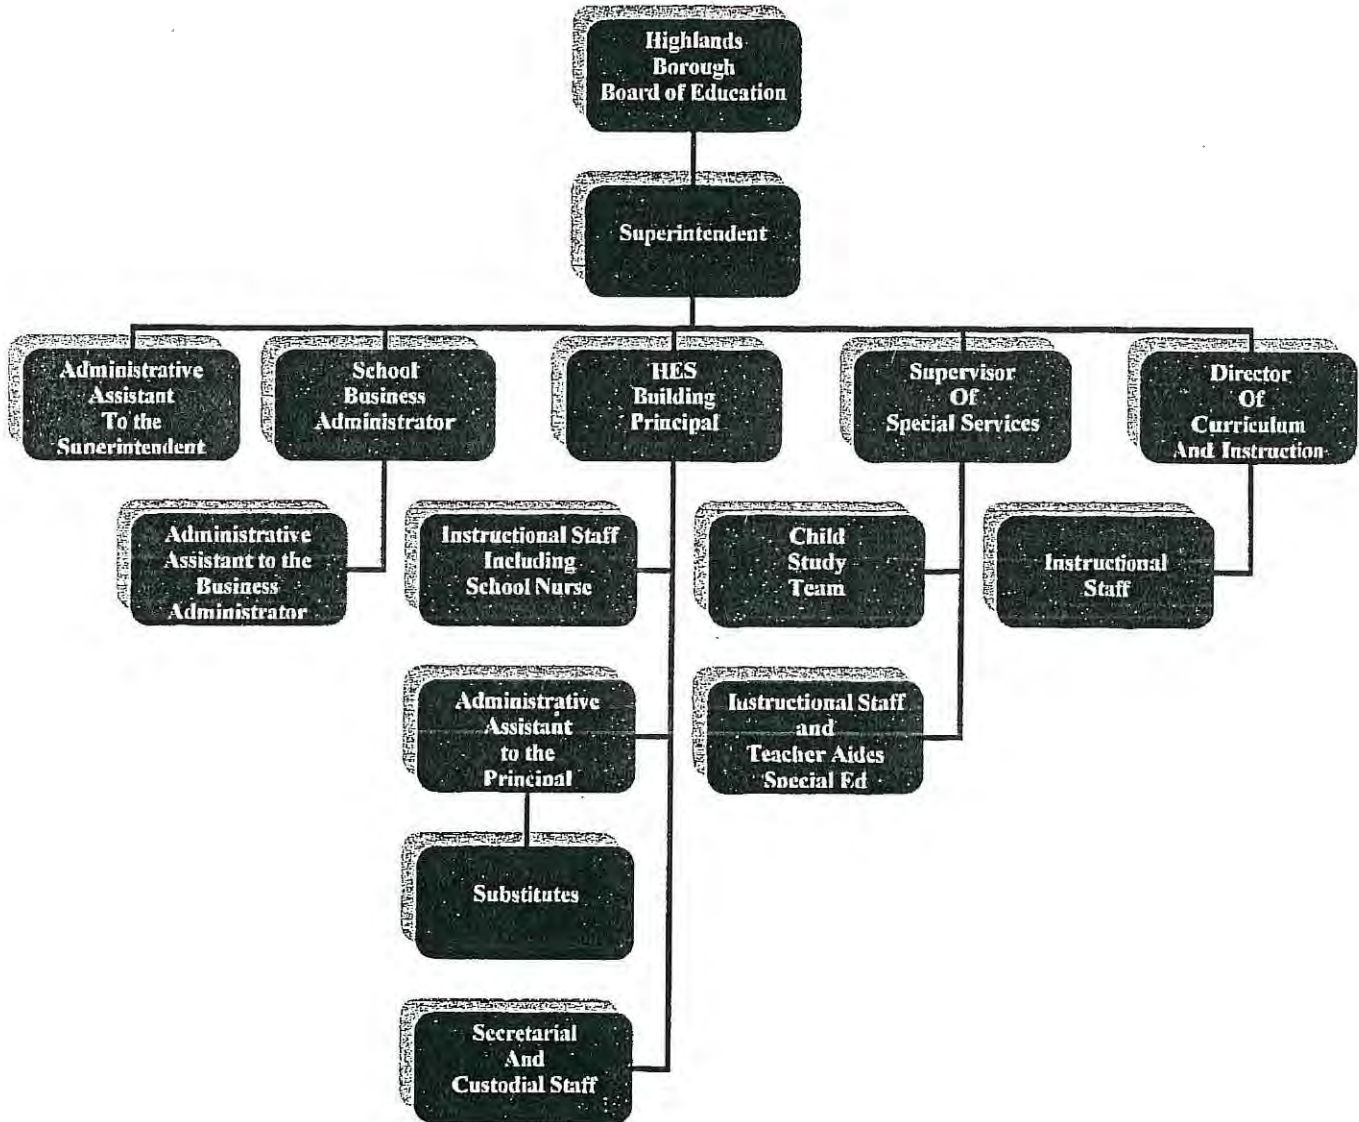 Highlands
Borough
Board of Education
Superintendent
Administrative
Assistant
To the
Superintendent
School
Business
Administrator
HES
Building
Principal
Supervisor
Of
Special Services
Director
Of
Curriculum
And Instruction
Administrative
Assistant to the
Business
Administrator
Instructional Staff
Including
School Nurse
Child
Study
Team
Instructional
Staff
Administrative
Assistant
to the
Principal
Instructional Staff
and
Teacher Aides
Special Ed
Substitutes
Secretarial
And
Custodial Staff